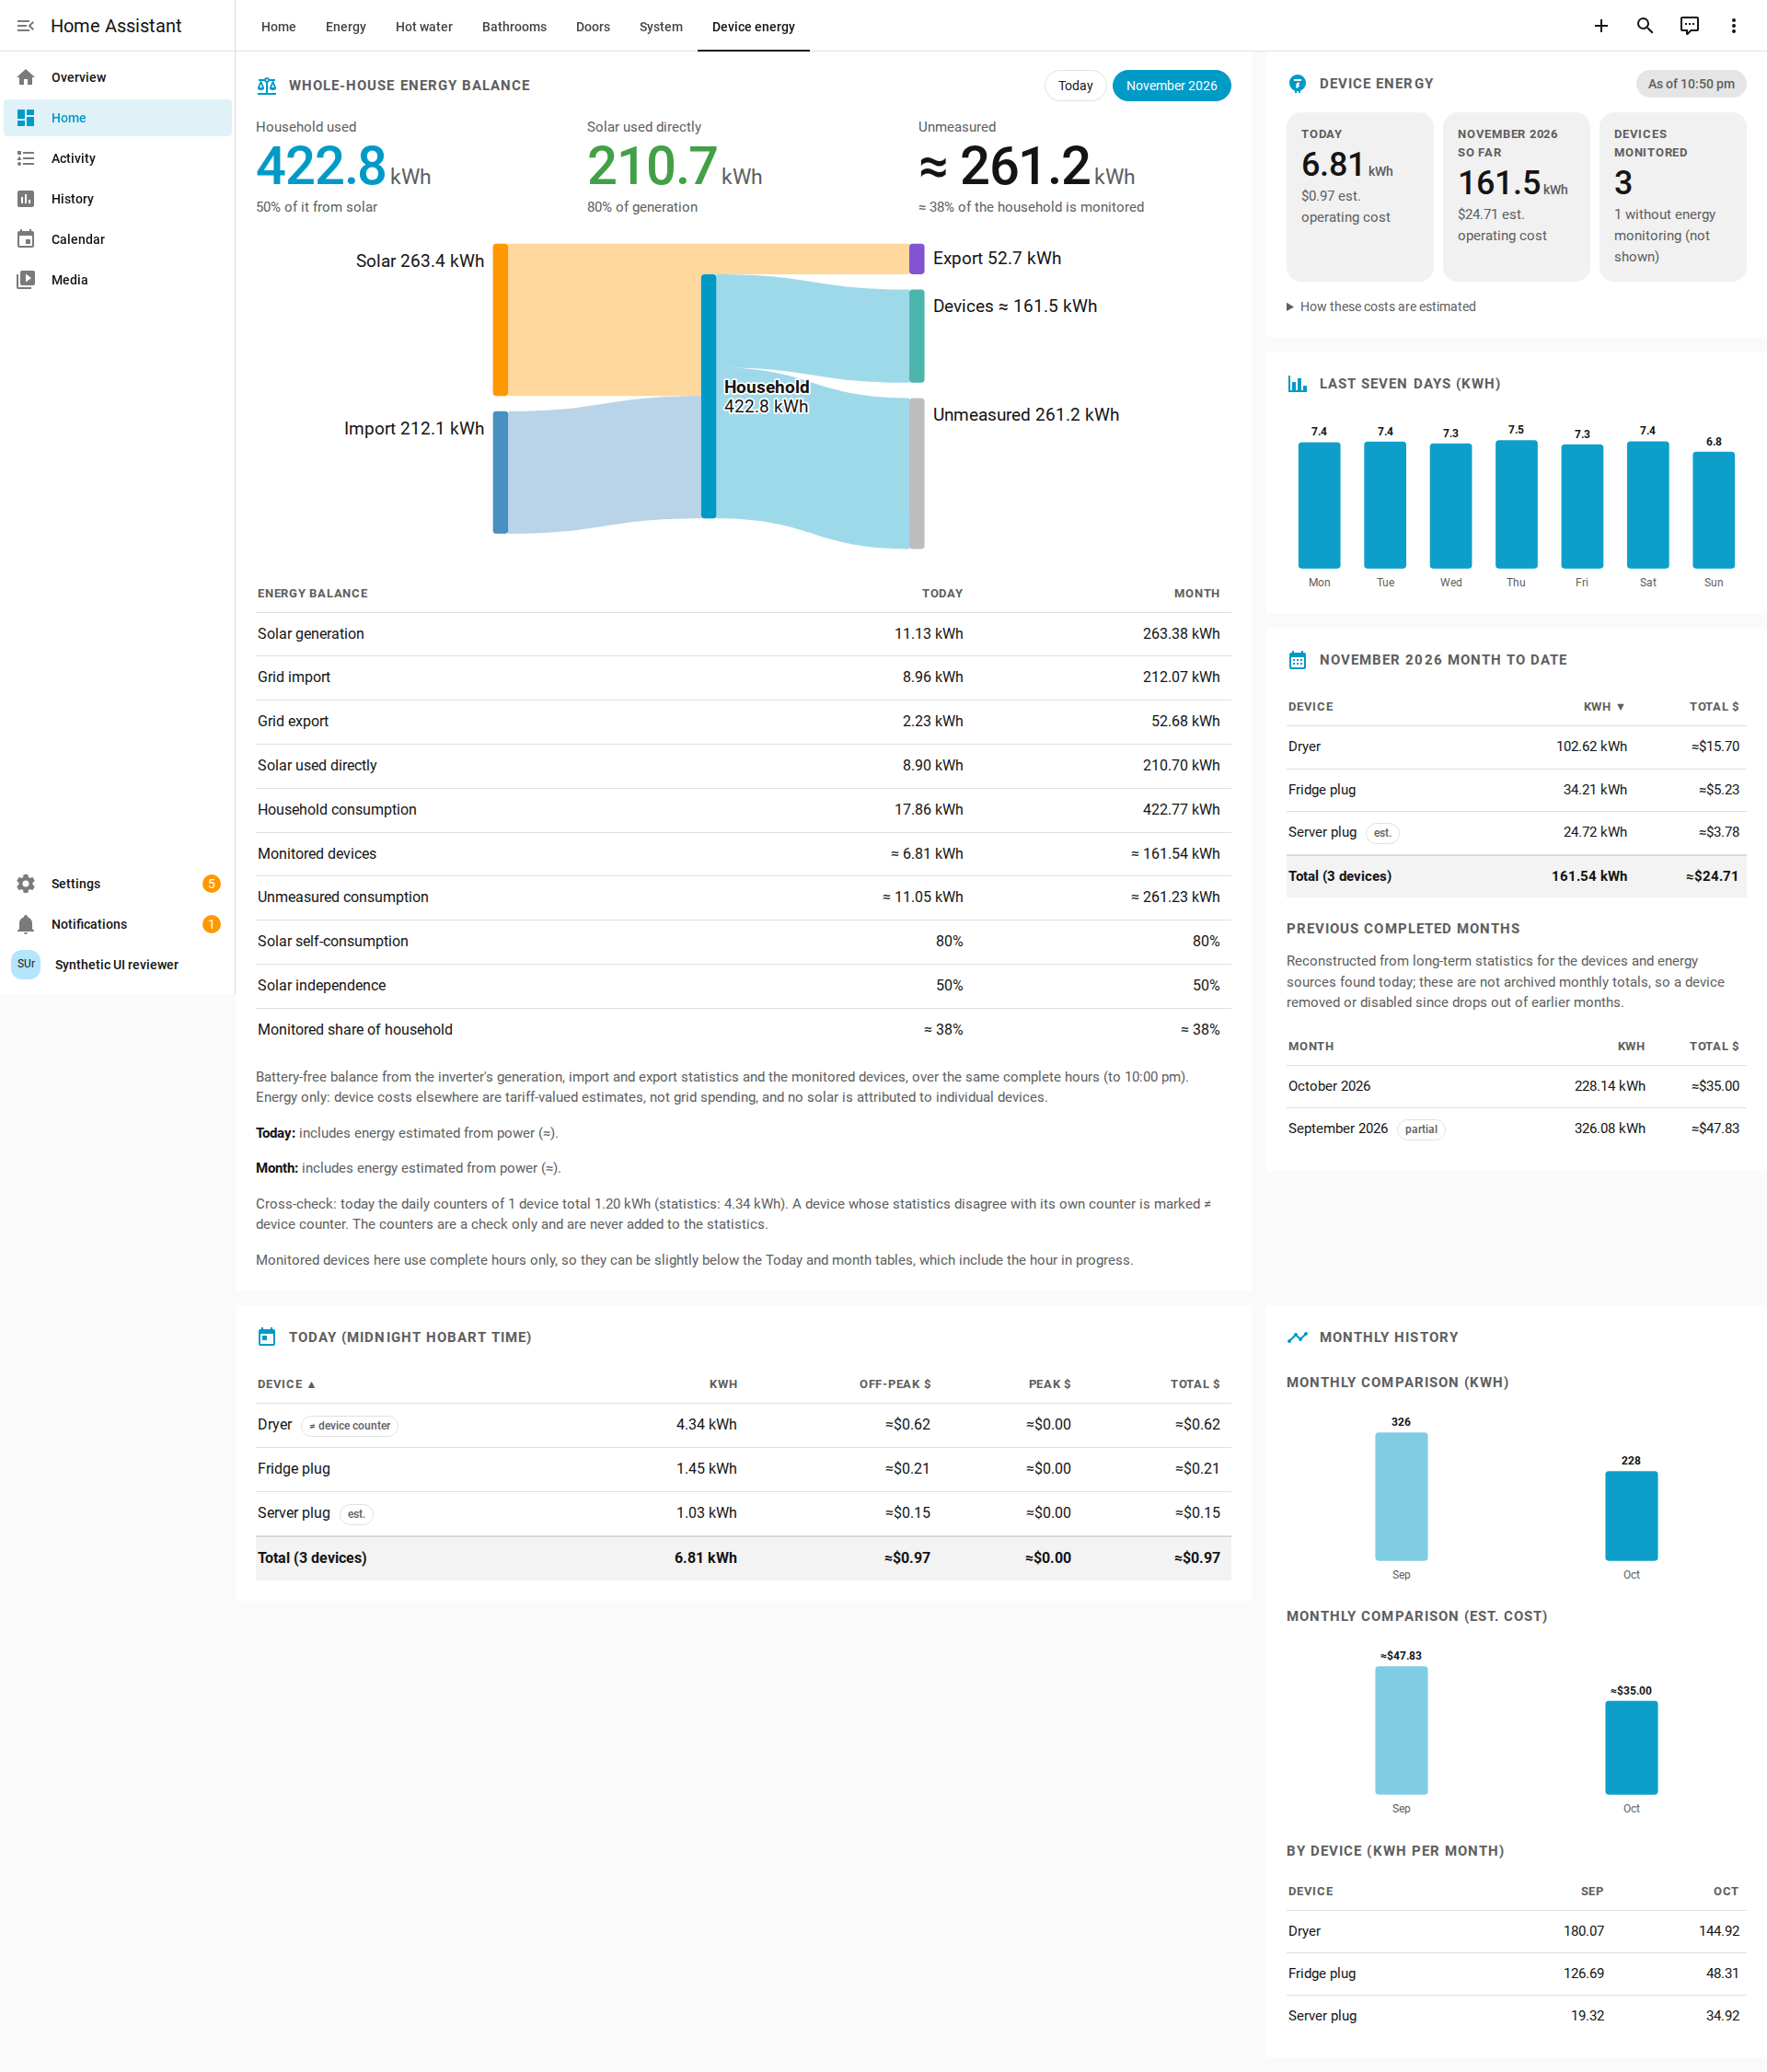 Home Assistant
Home
Energy
Hot water
Bathrooms
Doors
System
Device energy
Overview
Home
Activity
History
Calendar
Media
Settings 5
Notifications 1
SUr Synthetic UI reviewer
WHOLE-HOUSE ENERGY BALANCE
Today
November 2026
Household used
422.8 kWh
50% of it from solar
Solar used directly
210.7 kWh
80% of generation
Unmeasured
≈ 261.2 kWh
≈ 38% of the household is monitored
Solar 263.4 kWh
Import 212.1 kWh
Household
422.8 kWh
Export 52.7 kWh
Devices ≈ 161.5 kWh
Unmeasured 261.2 kWh
ENERGY BALANCE TODAY MONTH
Solar generation 11.13 kWh 263.38 kWh
Grid import 8.96 kWh 212.07 kWh
Grid export 2.23 kWh 52.68 kWh
Solar used directly 8.90 kWh 210.70 kWh
Household consumption 17.86 kWh 422.77 kWh
Monitored devices ≈ 6.81 kWh ≈ 161.54 kWh
Unmeasured consumption ≈ 11.05 kWh ≈ 261.23 kWh
Solar self-consumption 80% 80%
Solar independence 50% 50%
Monitored share of household ≈ 38% ≈ 38%
Battery-free balance from the inverter's generation, import and export statistics and the monitored devices, over the same complete hours (to 10:00 pm).
Energy only: device costs elsewhere are tariff-valued estimates, not grid spending, and no solar is attributed to individual devices.
Today: includes energy estimated from power (≈).
Month: includes energy estimated from power (≈).
Cross-check: today the daily counters of 1 device total 1.20 kWh (statistics: 4.34 kWh). A device whose statistics disagree with its own counter is marked ≠
device counter. The counters are a check only and are never added to the statistics.
Monitored devices here use complete hours only, so they can be slightly below the Today and month tables, which include the hour in progress.
DEVICE ENERGY
As of 10:50 pm
TODAY
6.81 kWh
$0.97 est.
operating cost
NOVEMBER 2026
SO FAR
161.5 kWh
$24.71 est.
operating cost
DEVICES
MONITORED
3
1 without energy
monitoring (not
shown)
▶ How these costs are estimated
LAST SEVEN DAYS (KWH)
7.4 7.4 7.3 7.5 7.3 7.4 6.8
Mon Tue Wed Thu Fri Sat Sun
NOVEMBER 2026 MONTH TO DATE
DEVICE KWH ▼ TOTAL $
Dryer 102.62 kWh ≈$15.70
Fridge plug 34.21 kWh ≈$5.23
Server plug est. 24.72 kWh ≈$3.78
Total (3 devices) 161.54 kWh ≈$24.71
PREVIOUS COMPLETED MONTHS
Reconstructed from long-term statistics for the devices and energy
sources found today; these are not archived monthly totals, so a device
removed or disabled since drops out of earlier months.
MONTH KWH TOTAL $
October 2026 228.14 kWh ≈$35.00
September 2026 partial 326.08 kWh ≈$47.83
TODAY (MIDNIGHT HOBART TIME)
DEVICE ▲ KWH OFF-PEAK $ PEAK $ TOTAL $
Dryer ≠ device counter 4.34 kWh ≈$0.62 ≈$0.00 ≈$0.62
Fridge plug 1.45 kWh ≈$0.21 ≈$0.00 ≈$0.21
Server plug est. 1.03 kWh ≈$0.15 ≈$0.00 ≈$0.15
Total (3 devices) 6.81 kWh ≈$0.97 ≈$0.00 ≈$0.97
MONTHLY HISTORY
MONTHLY COMPARISON (KWH)
326 228
Sep Oct
MONTHLY COMPARISON (EST. COST)
≈$47.83 ≈$35.00
Sep Oct
BY DEVICE (KWH PER MONTH)
DEVICE SEP OCT
Dryer 180.07 144.92
Fridge plug 126.69 48.31
Server plug 19.32 34.92